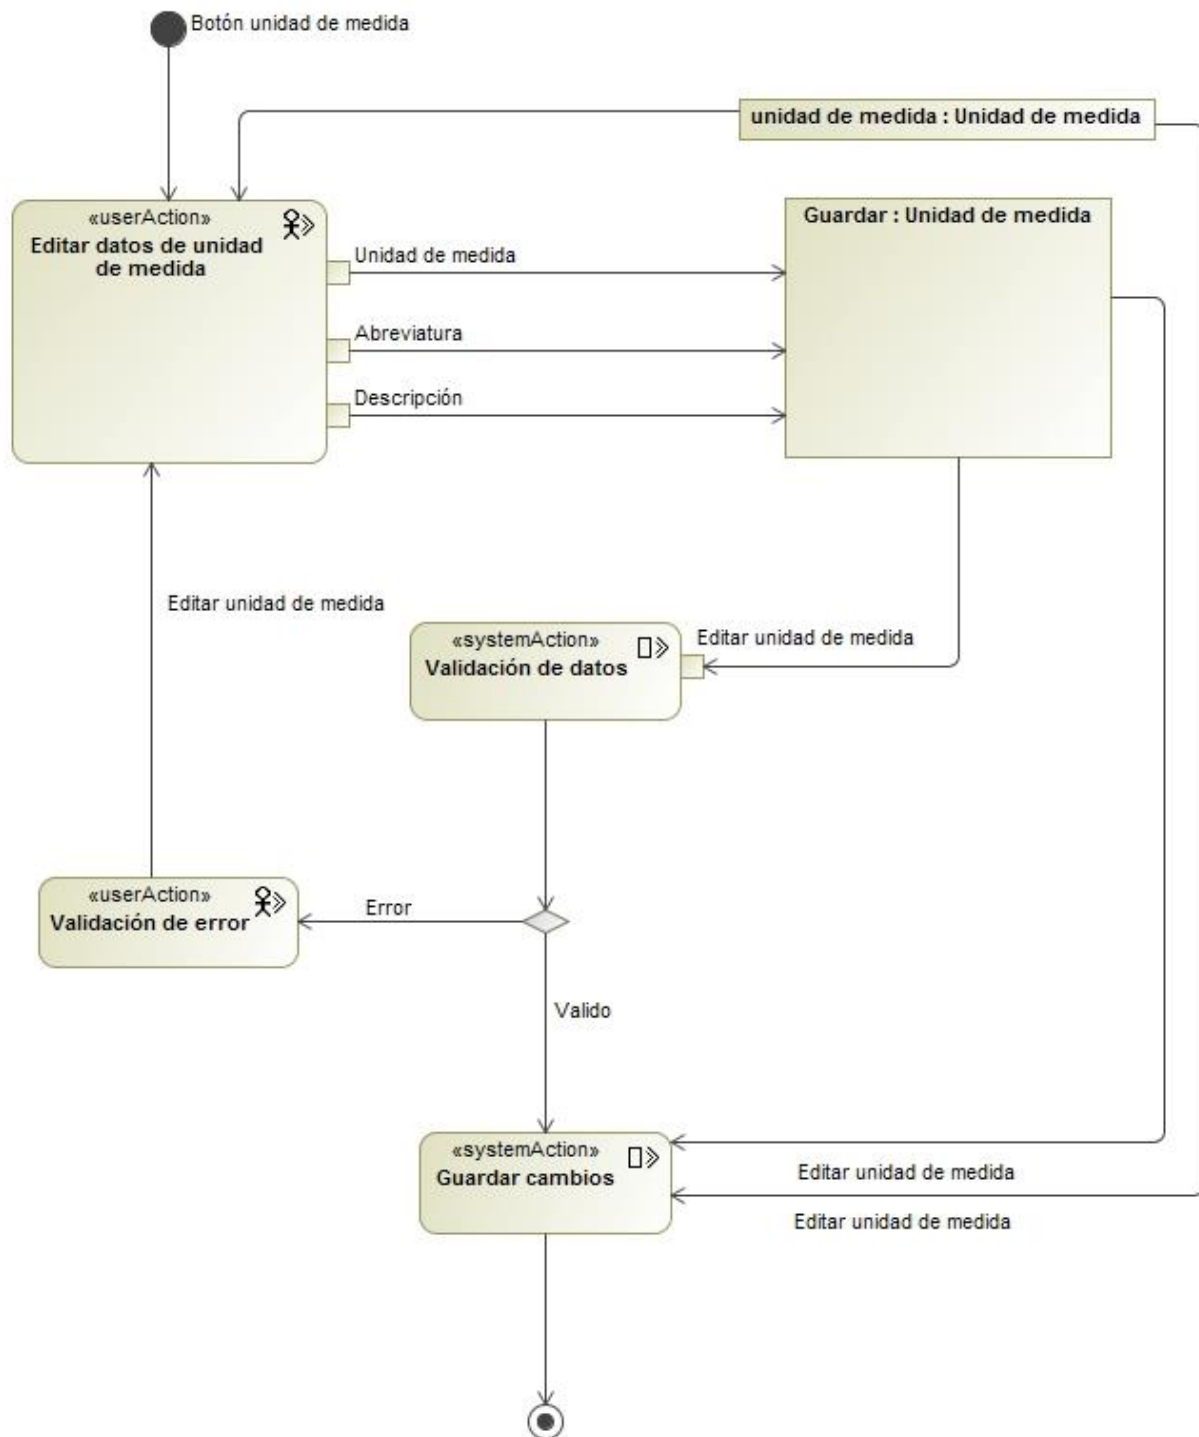 Botón unidad de medida
unidad de medida : Unidad de medida
«userAction»
Editar datos de unidad
de medida
Guardar : Unidad de medida
Unidad de medida
Abreviatura
Descripción
Editar unidad de medida
«systemAction»
Validación de datos
Editar unidad de medida
«userAction»
Validación de error
Error
Valido
«systemAction»
Guardar cambios
Editar unidad de medida
Editar unidad de medida